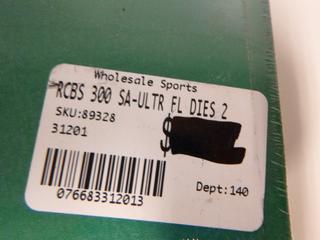 Wholesale Sports
RCBS 300 SA-ULTR FL DIES 2
SKU:89328
31201
$
076683312013
Dept:140